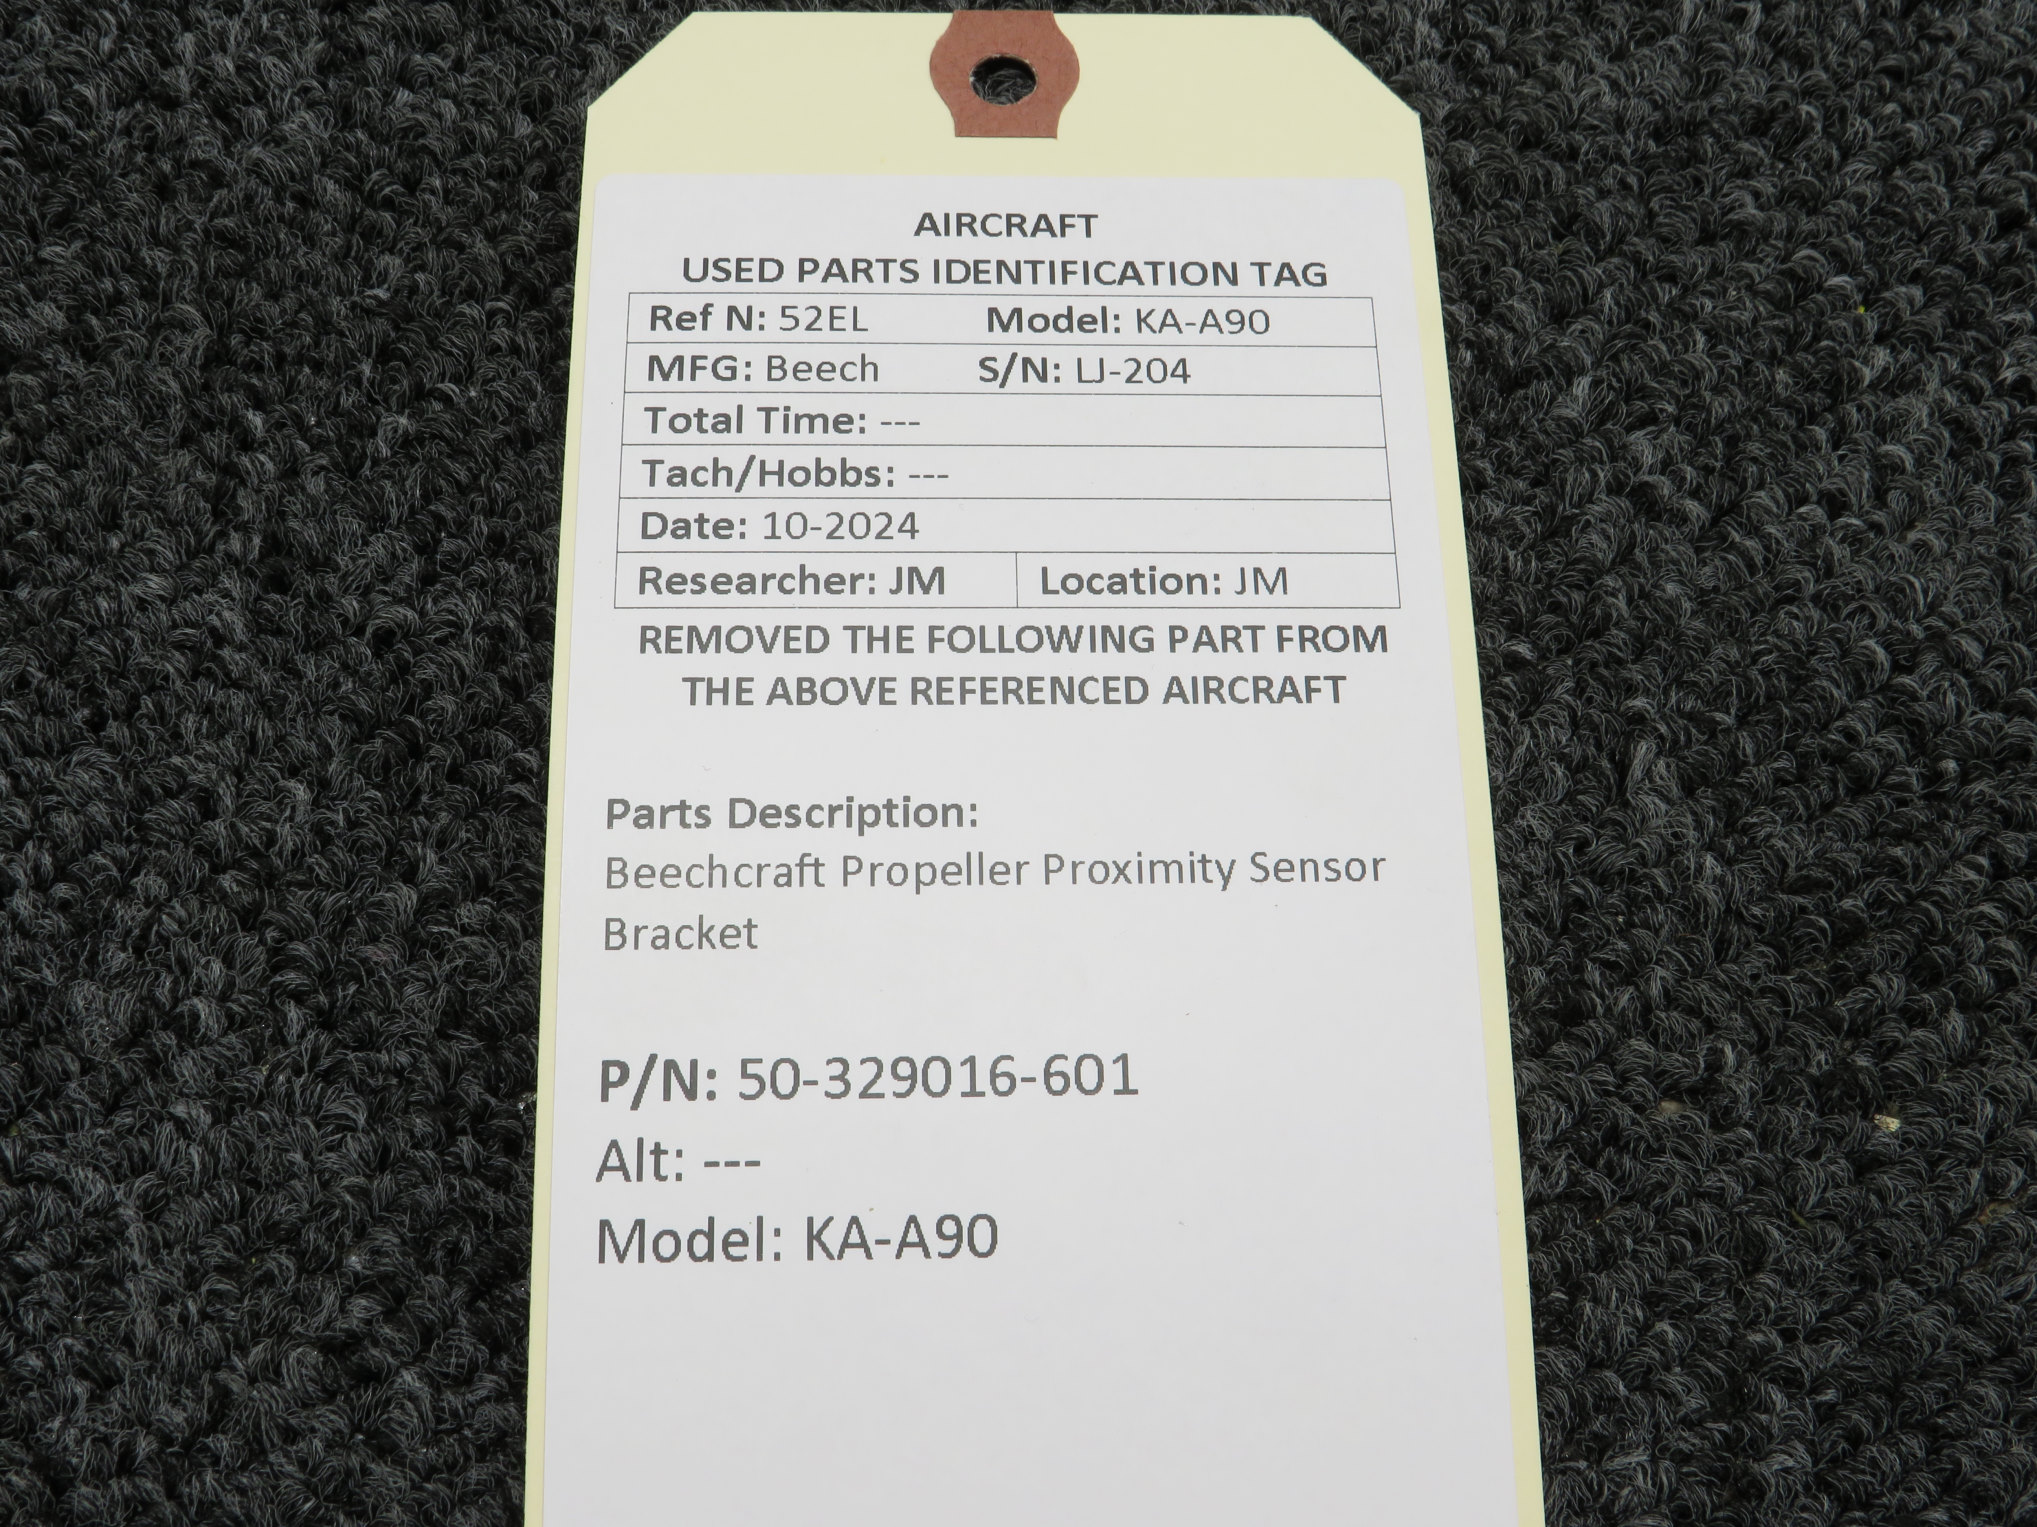 AIRCRAFT
USED PARTS IDENTIFICATION TAG
Ref N: 52EL Model: KA-A90
MFG: Beech S/N: LJ-204
Total Time: ---
Tach/Hobbs: ---
Date: 10-2024
Researcher: JM Location: JM
REMOVED THE FOLLOWING PART FROM
THE ABOVE REFERENCED AIRCRAFT
Parts Description:
Beechcraft Propeller Proximity Sensor
Bracket
P/N: 50-329016-601
Alt: ---
Model: KA-A90